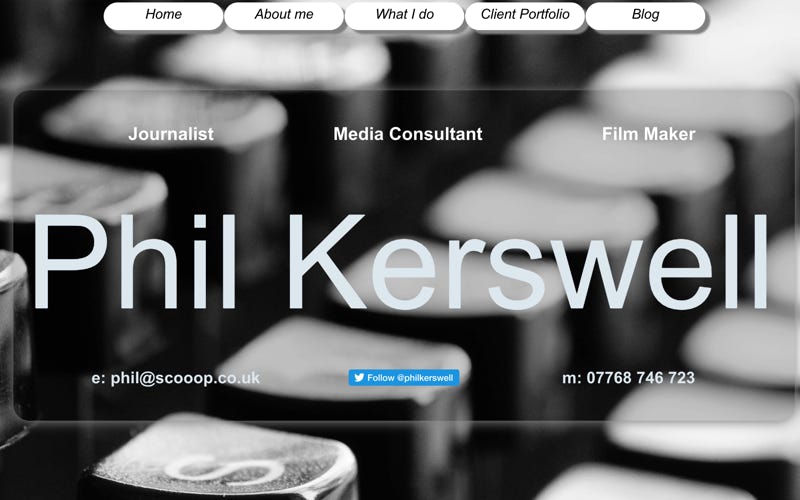 Home
About me
What I do
Client Portfolio
Blog
Journalist
Media Consultant
Film Maker
Phil Kerswell
e: phil@scooop.co.uk
Follow @philkerswell
m: 07768 746 723
S